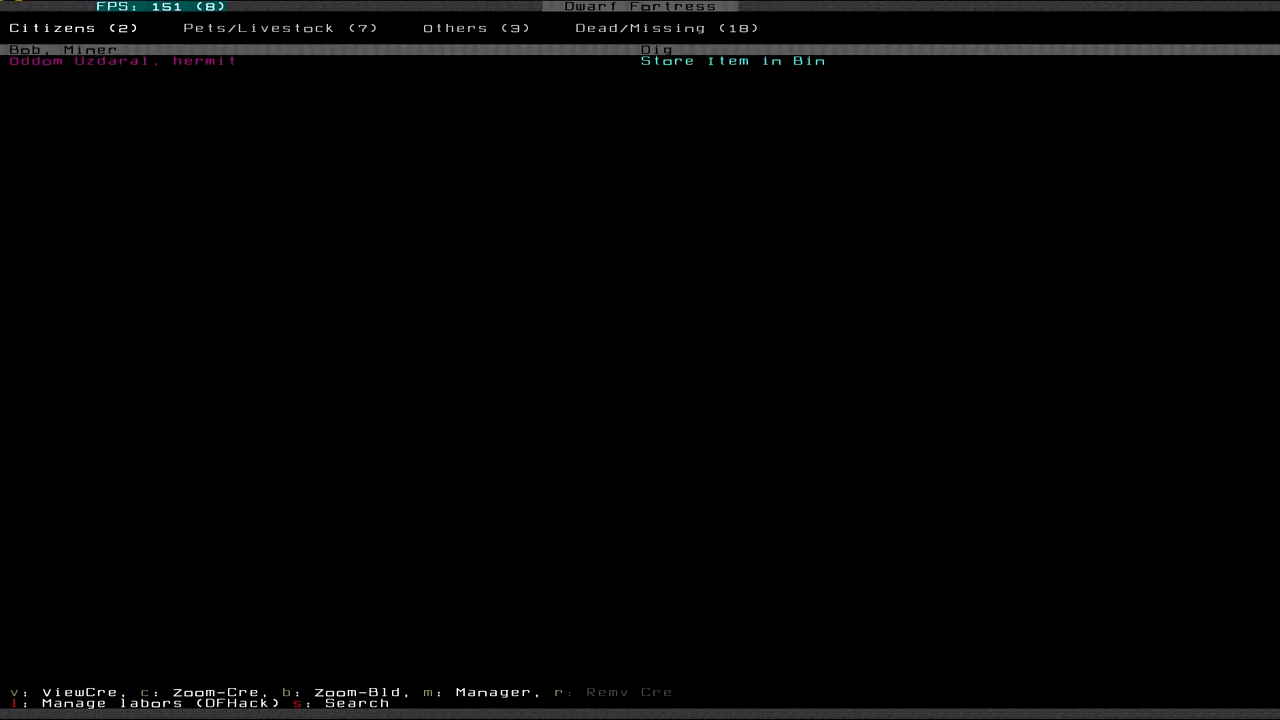 FPS: 151 (8) Dwarf Fortress
Citizens (2) Pets/Livestock (7) Others (3) Dead/Missing (18)
Bob, Miner Dig
Oddom Uzdaral, hermit Store Item in Bin
v: ViewCre, c: Zoom-Cre, b: Zoom-Bld, m: Manager, r: Remv Cre
l: Manage labors (DFHack) s: Search